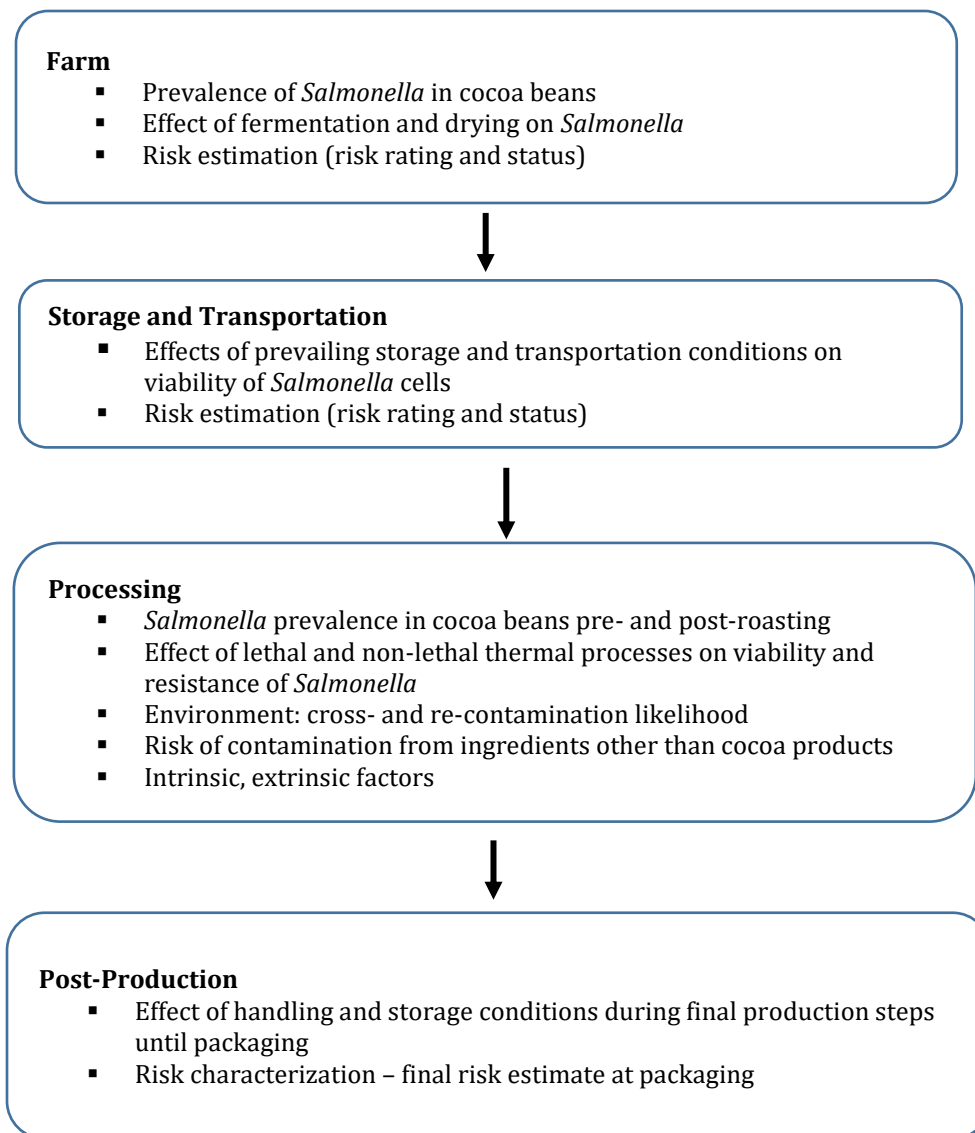 Farm
▪ Prevalence of Salmonella in cocoa beans
▪ Effect of fermentation and drying on Salmonella
▪ Risk estimation (risk rating and status)
Storage and Transportation
▪ Effects of prevailing storage and transportation conditions on
viability of Salmonella cells
▪ Risk estimation (risk rating and status)
Processing
▪ Salmonella prevalence in cocoa beans pre- and post-roasting
▪ Effect of lethal and non-lethal thermal processes on viability and
resistance of Salmonella
▪ Environment: cross- and re-contamination likelihood
▪ Risk of contamination from ingredients other than cocoa products
▪ Intrinsic, extrinsic factors
Post-Production
▪ Effect of handling and storage conditions during final production steps
until packaging
▪ Risk characterization – final risk estimate at packaging